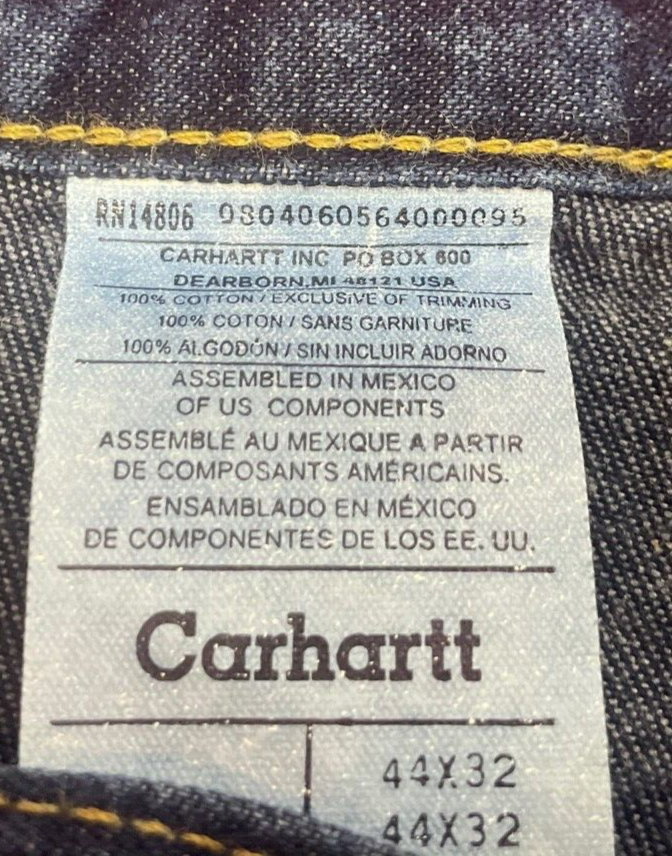 RN14806 0804060564000095
CARHARTT INC PO BOX 600
DEARBORN, MI 48121 USA
100% COTTON / EXCLUSIVE OF TRIMMING
100% COTON / SANS GARNITURE
100% ALGODÓN / SIN INCLUIR ADORNO
ASSEMBLED IN MEXICO
OF US COMPONENTS
ASSEMBLÉ AU MEXIQUE A PARTIR
DE COMPOSANTS AMÉRICAINS.
ENSAMBLADO EN MÉXICO
DE COMPONENTES DE LOS EE. UU.
Carhartt
44X32
44X32